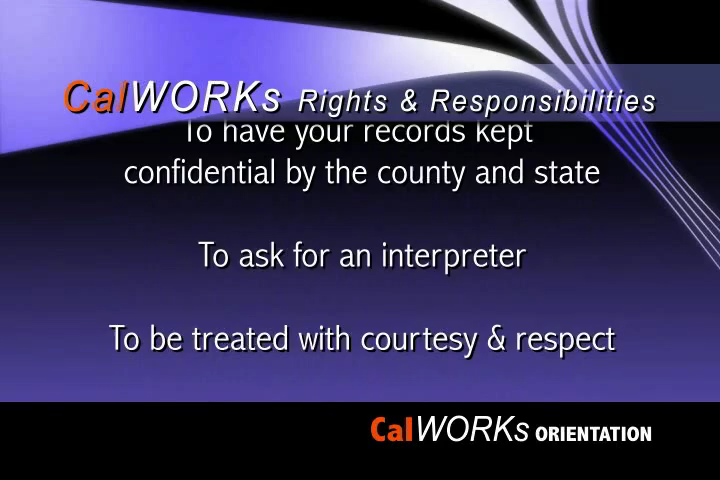 CalWORKs Rights & Responsibilities
To have your records kept
confidential by the county and state
To ask for an interpreter
To be treated with courtesy & respect
CalWORKs ORIENTATION